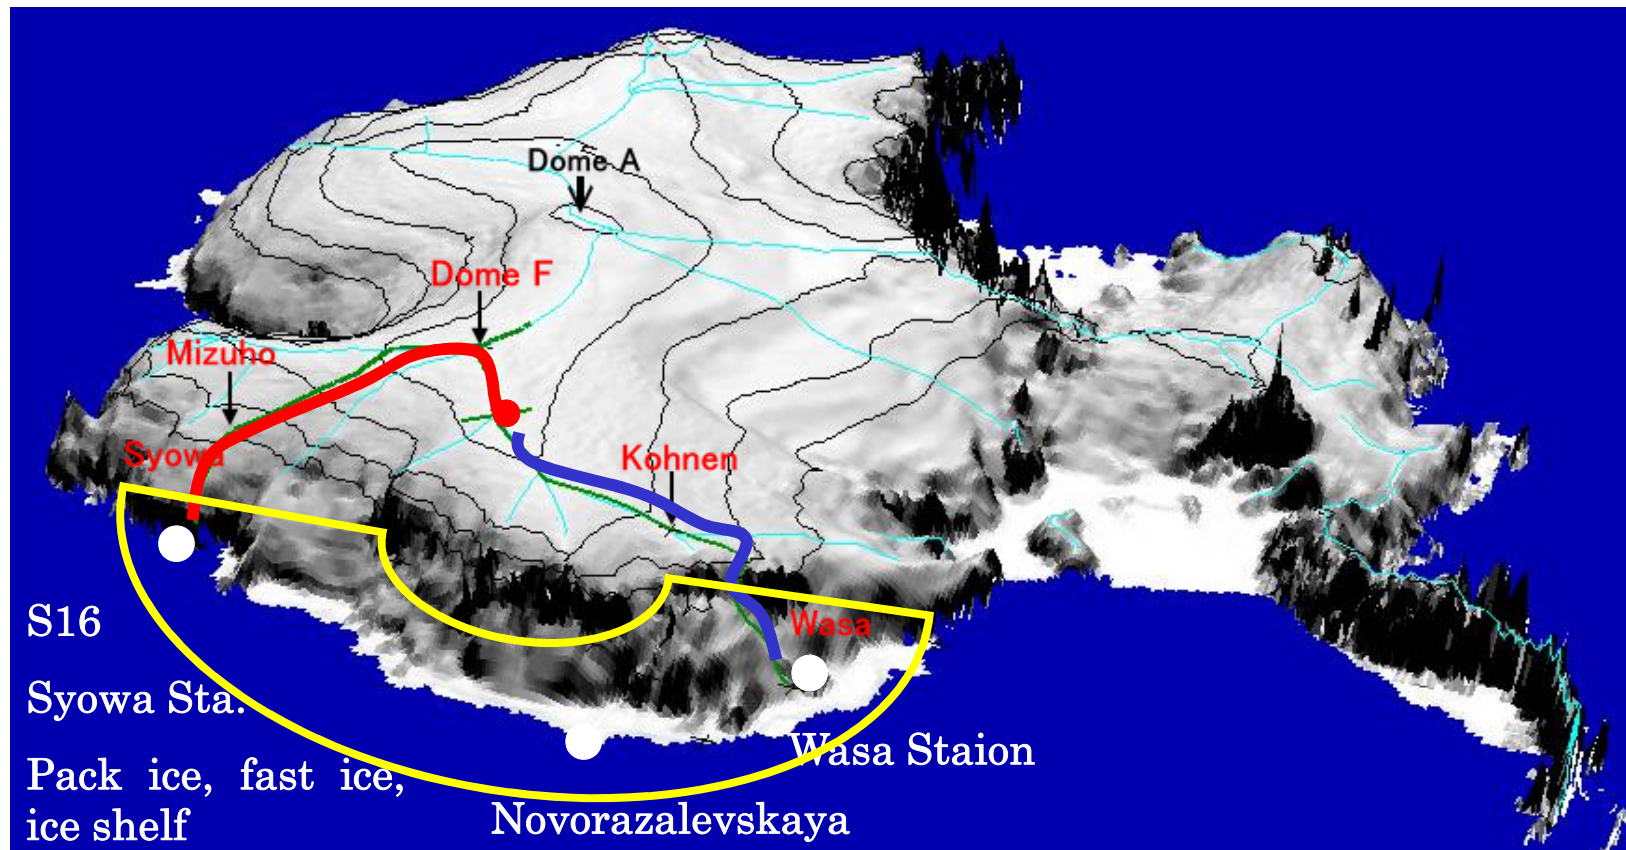 Dome A
Dome F
Mizuho
Syowa
Kohnen
Wasa
S16
Syowa Sta.
Wasa Staion
Pack ice, fast ice,
ice shelf
Novorazalevskaya